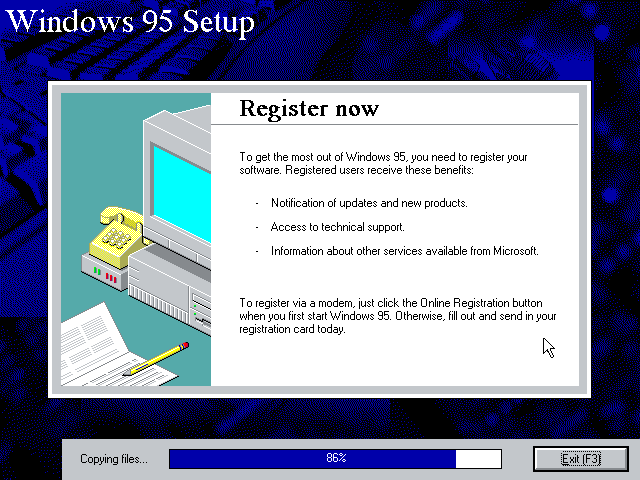 Windows 95 Setup
Register now
To get the most out of Windows 95, you need to register your
software. Registered users receive these benefits:
- Notification of updates and new products.
- Access to technical support.
- Information about other services available from Microsoft.
To register via a modem, just click the Online Registration button
when you first start Windows 95. Otherwise, fill out and send in your
registration card today.
Copying files...
86%
Exit (F3)